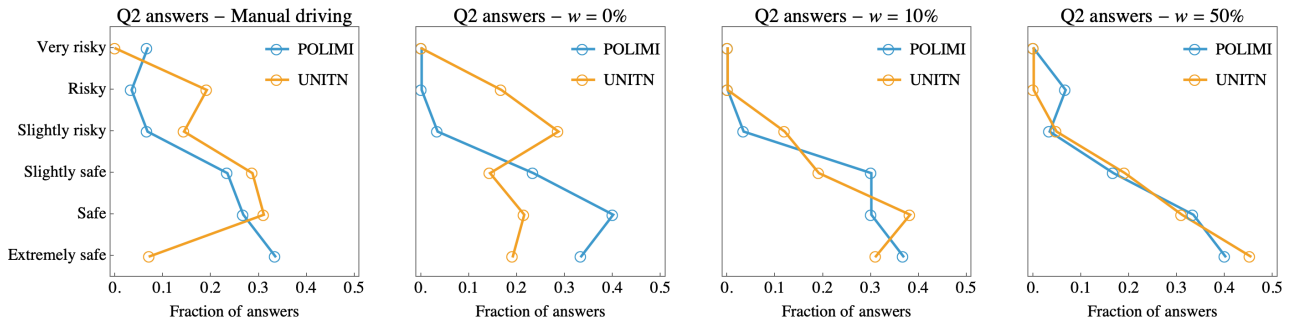 Q2 answers – Manual driving
Very risky
Risky
Slightly risky
Slightly safe
Safe
Extremely safe
POLIMI
UNITN
0. 0.1 0.2 0.3 0.4 0.5
Fraction of answers
Q2 answers – w = 0%
POLIMI
UNITN
0. 0.1 0.2 0.3 0.4 0.5
Fraction of answers
Q2 answers – w = 10%
POLIMI
UNITN
0. 0.1 0.2 0.3 0.4 0.5
Fraction of answers
Q2 answers – w = 50%
POLIMI
UNITN
0. 0.1 0.2 0.3 0.4 0.5
Fraction of answers